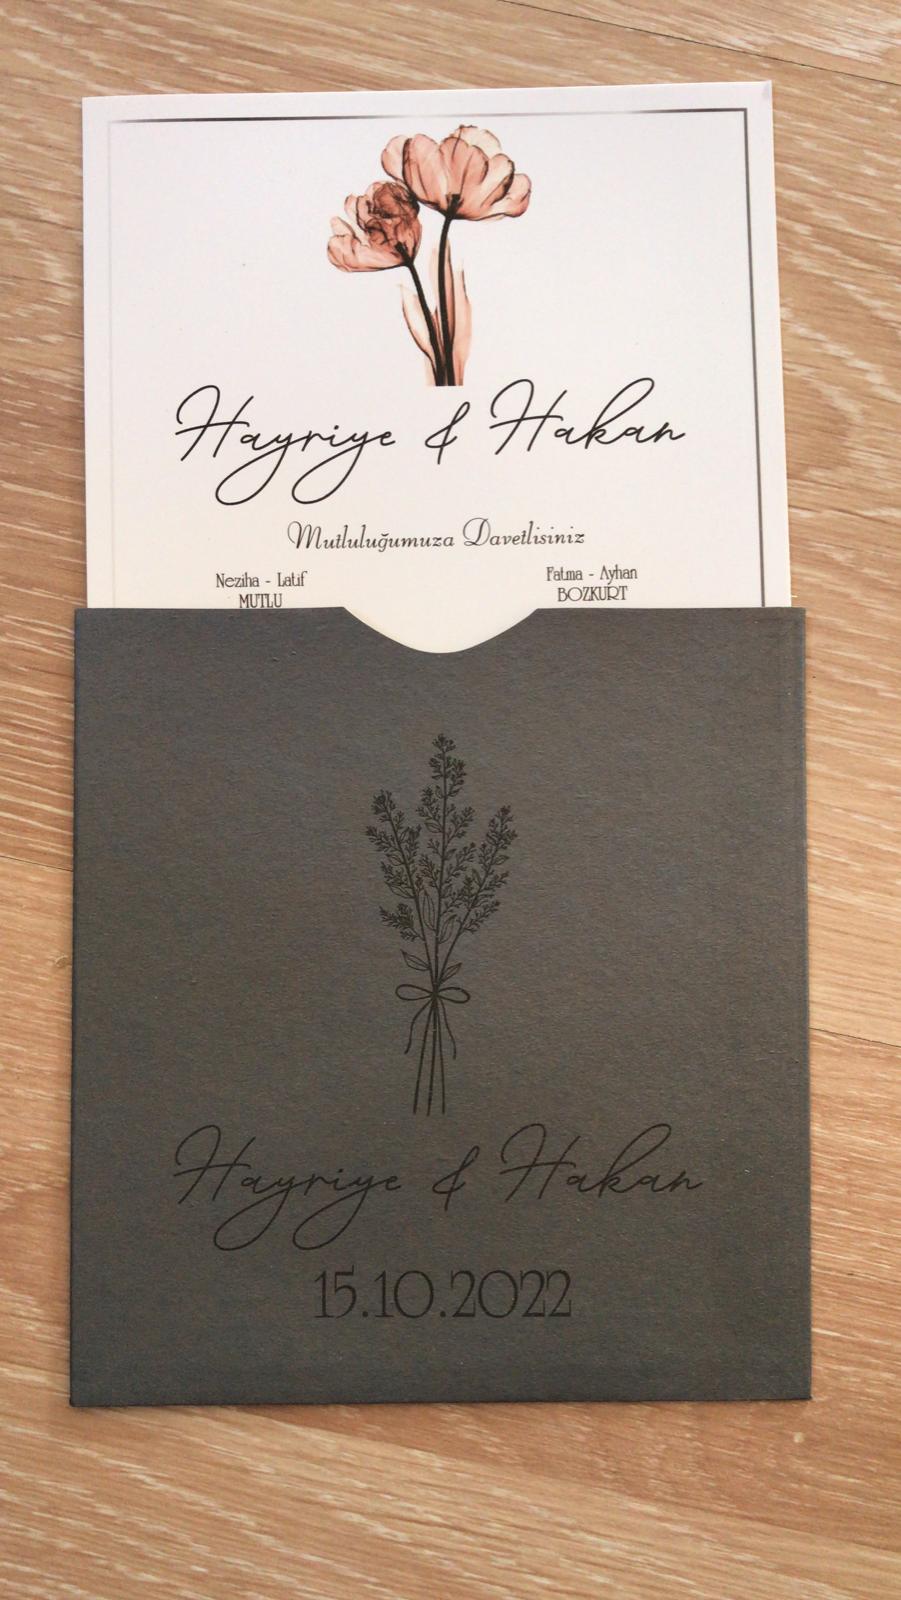 Hayriye & Hakan
Mutluluğumuza Davetlisiniz
Neziha - Latif
MUTLU
Fatma - Ayhan
BOZKURT
Hayriye & Hakan
15.10.2022